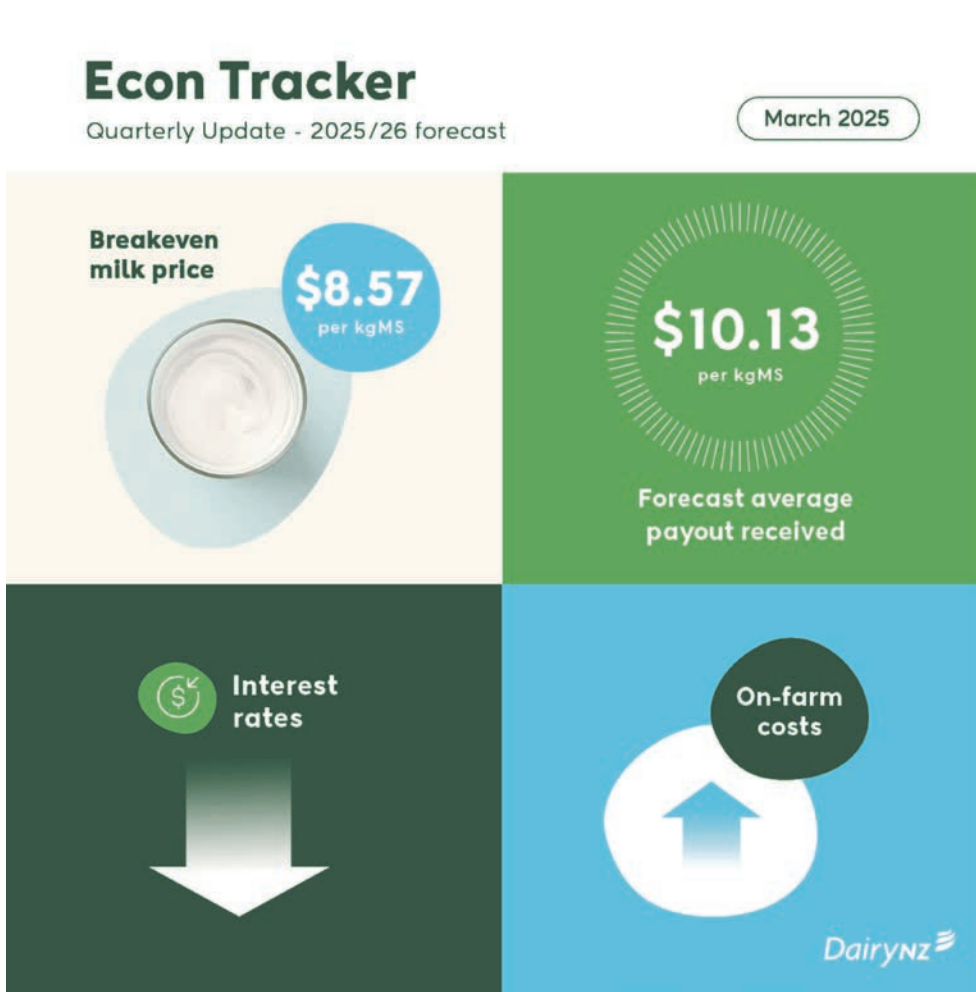 Econ Tracker
Quarterly Update - 2025/26 forecast
March 2025
Breakeven
milk price
$8.57
per kgMS
$10.13
per kgMS
Forecast average
payout received
$
Interest
rates
On-farm
costs
DairyNZ